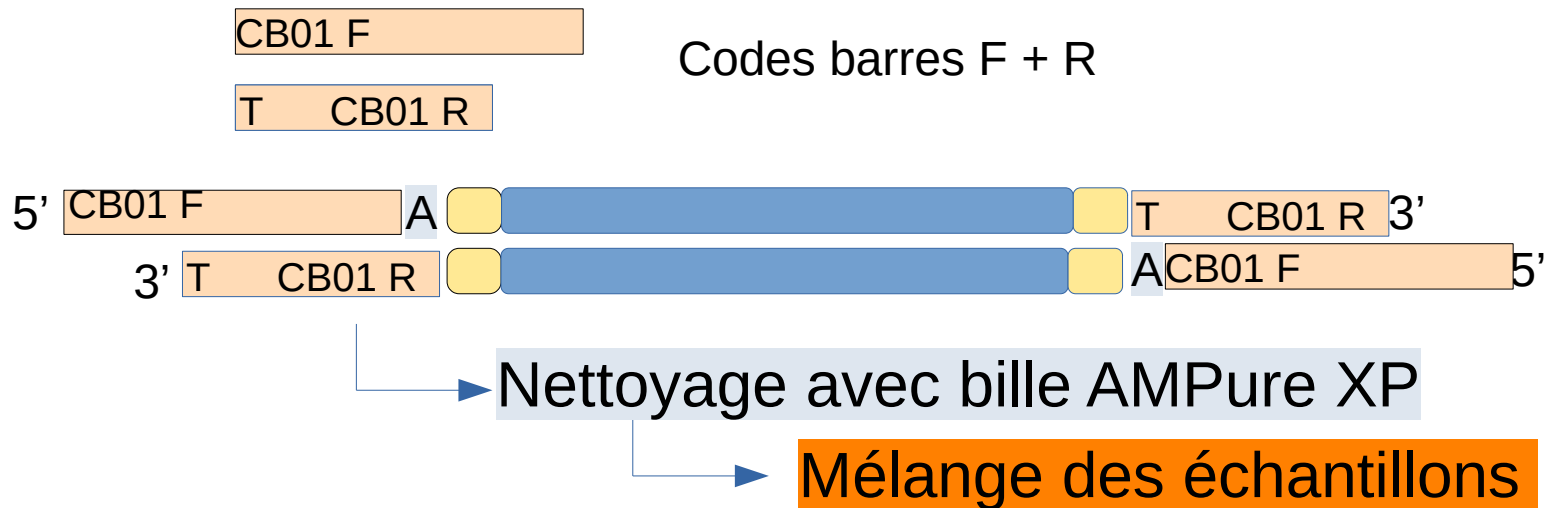 CB01 F
Codes barres F + R
T CB01 R
5’ CB01 F A T CB01 R 3’
3’ T CB01 R A CB01 F 5’
Nettoyage avec bille AMPure XP
Mélange des échantillons